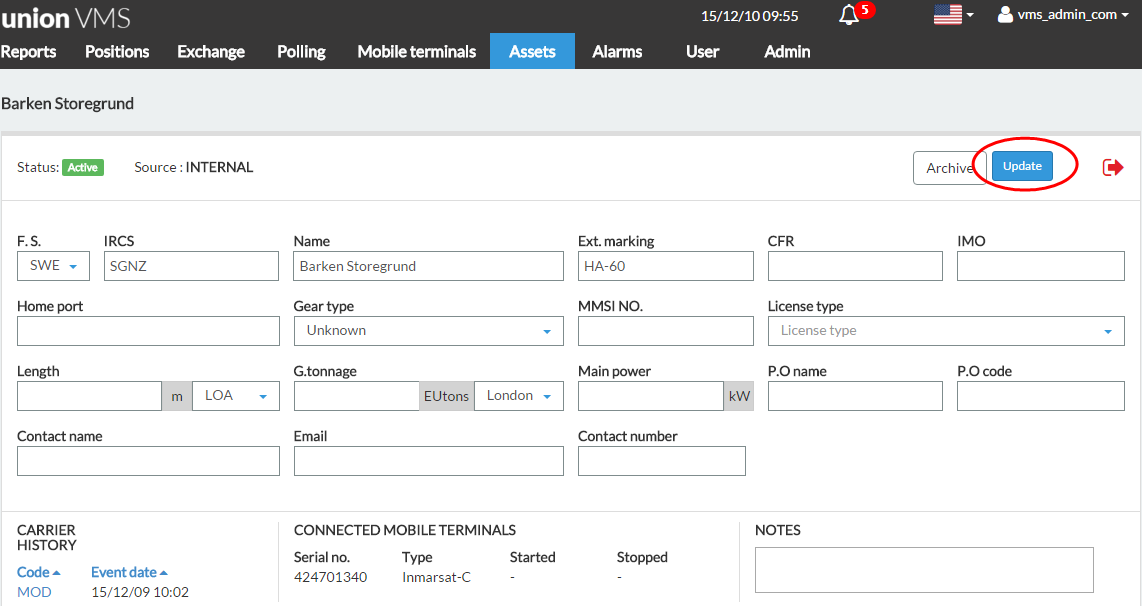 union VMS 15/12/10 09:55 5 vms_admin_com
Reports Positions Exchange Polling Mobile terminals Assets Alarms User Admin
Barken Storegrund
Status: Active Source : INTERNAL Archive Update
F. S. IRCS Name Ext. marking CFR IMO
SWE SGNZ Barken Storegrund HA-60
Home port Gear type MMSI NO. License type
Unknown License type
Length G.tonnage Main power P.O name P.O code
m LOA EUtons London kW
Contact name Email Contact number
CARRIER CONNECTED MOBILE TERMINALS NOTES
HISTORY
Serial no. Type Started Stopped
Code Event date
424701340 Inmarsat-C - -
MOD 15/12/09 10:02